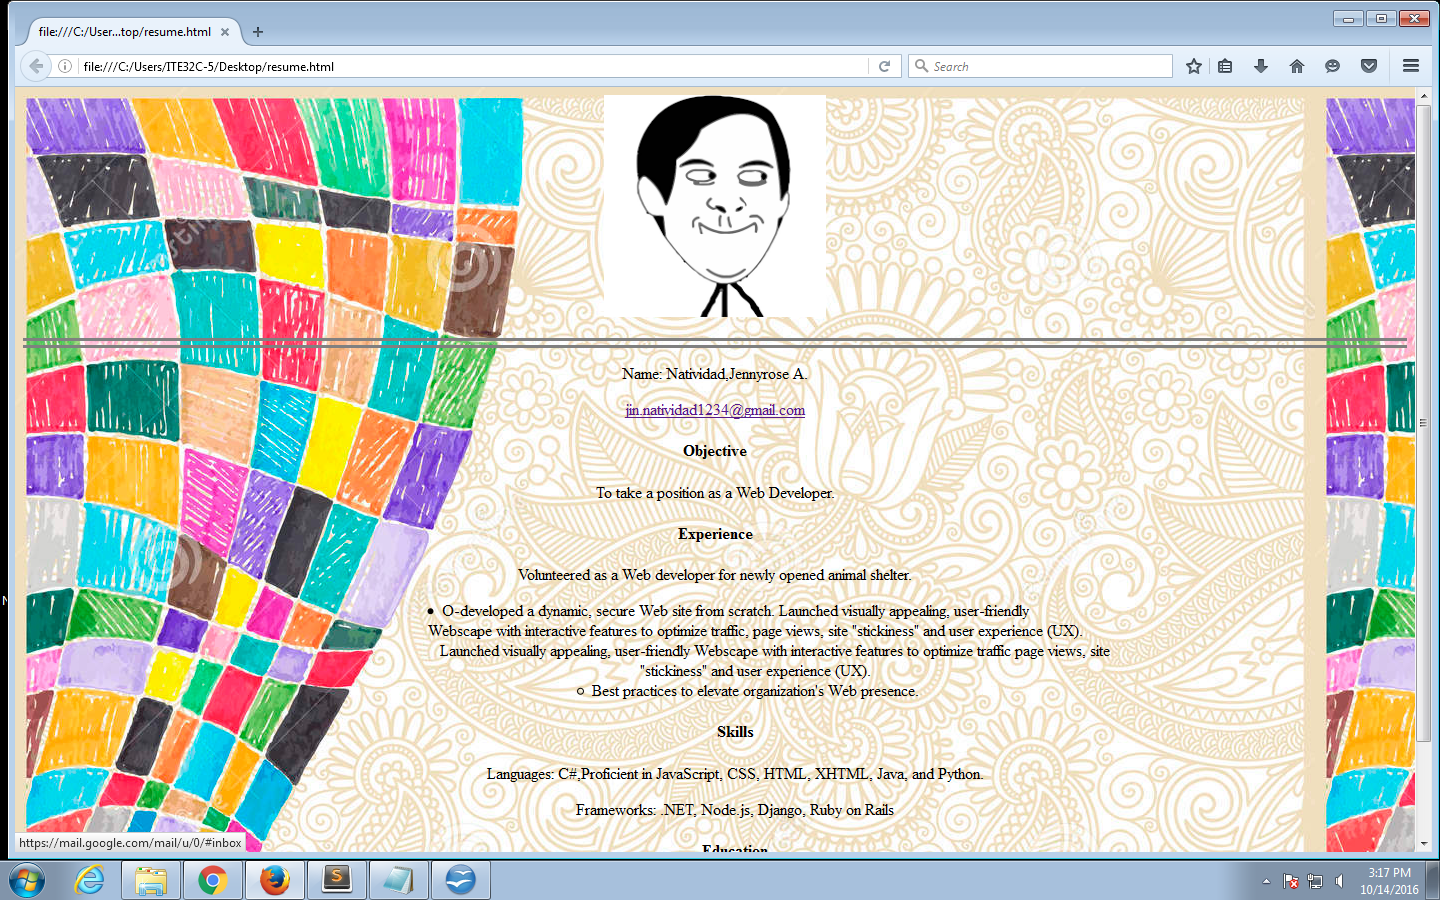 file:///C:/User...top/resume.html
file:///C:/Users/ITE32C-5/Desktop/resume.html
Search
Name: Natividad,Jennyrose A.
jin.natividad1234@gmail.com
Objective
To take a position as a Web Developer.
Experience
Volunteered as a Web developer for newly opened animal shelter.
O-developed a dynamic, secure Web site from scratch. Launched visually appealing, user-friendly
Webscape with interactive features to optimize traffic, page views, site "stickiness" and user experience (UX).
Launched visually appealing, user-friendly Webscape with interactive features to optimize traffic page views, site
"stickiness" and user experience (UX).
Best practices to elevate organization's Web presence.
Skills
Languages: C#,Proficient in JavaScript, CSS, HTML, XHTML, Java, and Python.
Frameworks: .NET, Node.js, Django, Ruby on Rails
Education
https://mail.google.com/mail/u/0/#inbox
3:17 PM
10/14/2016